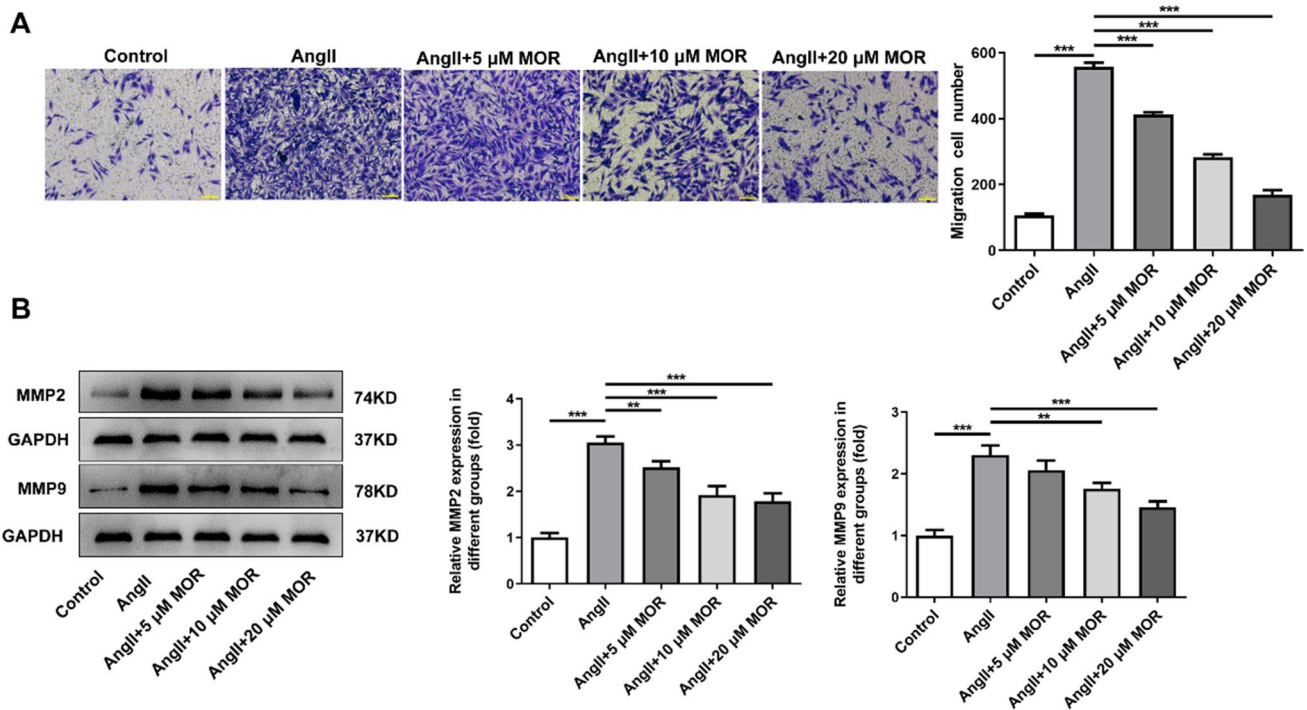 A
Control
AngII
AngII+5 μM MOR
AngII+10 μM MOR
AngII+20 μM MOR
Migration cell number
600
400
200
0
***
***
***
***
Control
AngII
AngII+5 μM MOR
AngII+10 μM MOR
AngII+20 μM MOR
B
MMP2
74KD
GAPDH
37KD
MMP9
78KD
GAPDH
37KD
Control
AngII
AngII+5 μM MOR
AngII+10 μM MOR
AngII+20 μM MOR
Relative MMP2 expression in
different groups (fold)
4
3
2
1
0
***
***
**
***
Control
AngII
AngII+5 μM MOR
AngII+10 μM MOR
AngII+20 μM MOR
Relative MMP9 expression in
different groups (fold)
3
2
1
0
***
**
***
Control
AngII
AngII+5 μM MOR
AngII+10 μM MOR
AngII+20 μM MOR